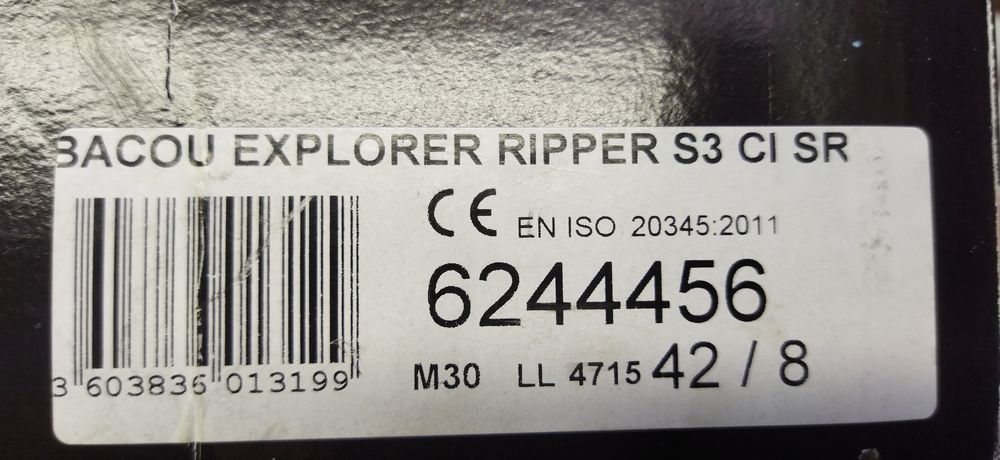 BACOU EXPLORER RIPPER S3 CI SR
CE EN ISO 20345:2011
6244456
M30 LL 4715 42 / 8
3 603836 013199